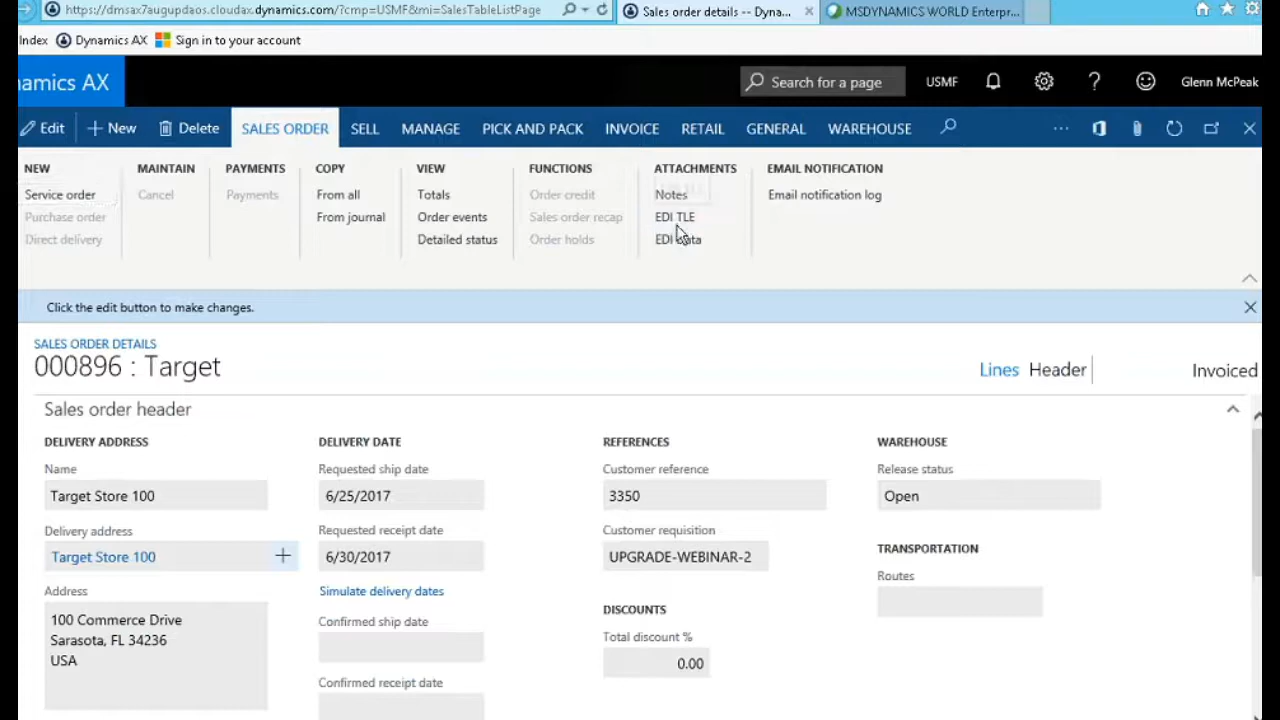 https://dmsax7augupdaos.cloudax.dynamics.com/?cmp=USMF&mi=SalesTableListPage
Sales order details -- Dyna...
MSDYNAMICS WORLD Enterpr...
Index
Dynamics AX
Sign in to your account
namics AX
Search for a page
USMF
Glenn McPeak
Edit
New
Delete
SALES ORDER
SELL
MANAGE
PICK AND PACK
INVOICE
RETAIL
GENERAL
WAREHOUSE
NEW
Service order
Purchase order
Direct delivery
MAINTAIN
Cancel
PAYMENTS
Payments
COPY
From all
From journal
VIEW
Totals
Order events
Detailed status
FUNCTIONS
Order credit
Sales order recap
Order holds
ATTACHMENTS
Notes
EDI TLE
EDI data
EMAIL NOTIFICATION
Email notification log
Click the edit button to make changes.
SALES ORDER DETAILS
000896 : Target
Lines
Header
Invoiced
Sales order header
DELIVERY ADDRESS
Name
Target Store 100
Delivery address
Target Store 100
Address
100 Commerce Drive
Sarasota, FL 34236
USA
DELIVERY DATE
Requested ship date
6/25/2017
Requested receipt date
6/30/2017
Simulate delivery dates
Confirmed ship date
Confirmed receipt date
REFERENCES
Customer reference
3350
Customer requisition
UPGRADE-WEBINAR-2
DISCOUNTS
Total discount %
0.00
WAREHOUSE
Release status
Open
TRANSPORTATION
Routes